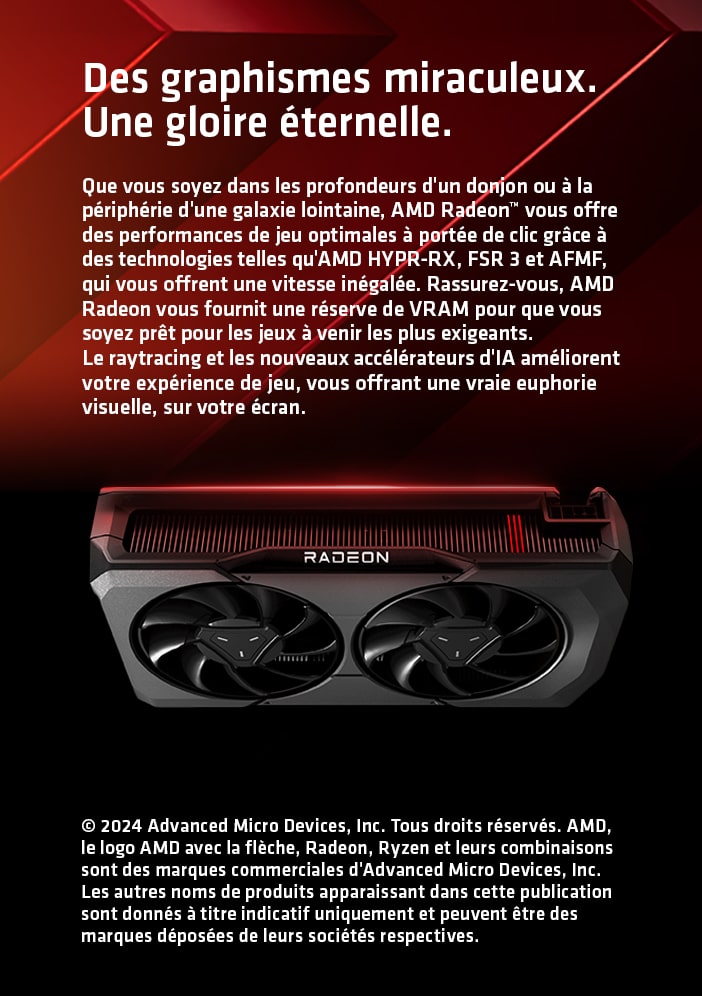 Des graphismes miraculeux.
Une gloire éternelle.
Que vous soyez dans les profondeurs d'un donjon ou à la
périphérie d'une galaxie lointaine, AMD Radeon™ vous offre
des performances de jeu optimales à portée de clic grâce à
des technologies telles qu'AMD HYPR-RX, FSR 3 et AFMF,
qui vous offrent une vitesse inégalée. Rassurez-vous, AMD
Radeon vous fournit une réserve de VRAM pour que vous
soyez prêt pour les jeux à venir les plus exigeants.
Le raytracing et les nouveaux accélérateurs d'IA améliorent
votre expérience de jeu, vous offrant une vraie euphorie
visuelle, sur votre écran.
RADEON
© 2024 Advanced Micro Devices, Inc. Tous droits réservés. AMD,
le logo AMD avec la flèche, Radeon, Ryzen et leurs combinaisons
sont des marques commerciales d'Advanced Micro Devices, Inc.
Les autres noms de produits apparaissant dans cette publication
sont donnés à titre indicatif uniquement et peuvent être des
marques déposées de leurs sociétés respectives.